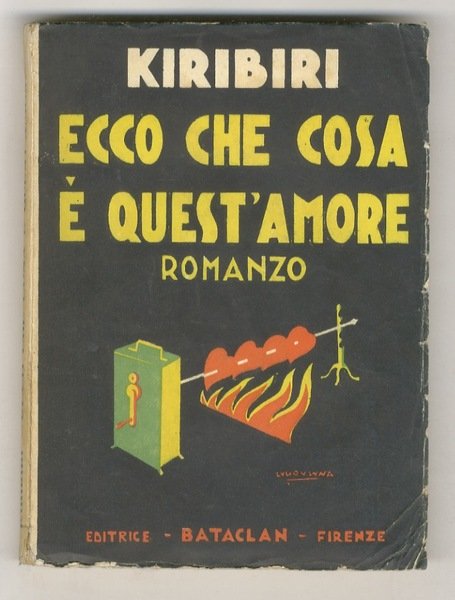 KIRIBIRI
ECCO CHE COSA
È QUEST'AMORE
ROMANZO
EDITRICE - BATACLAN - FIRENZE